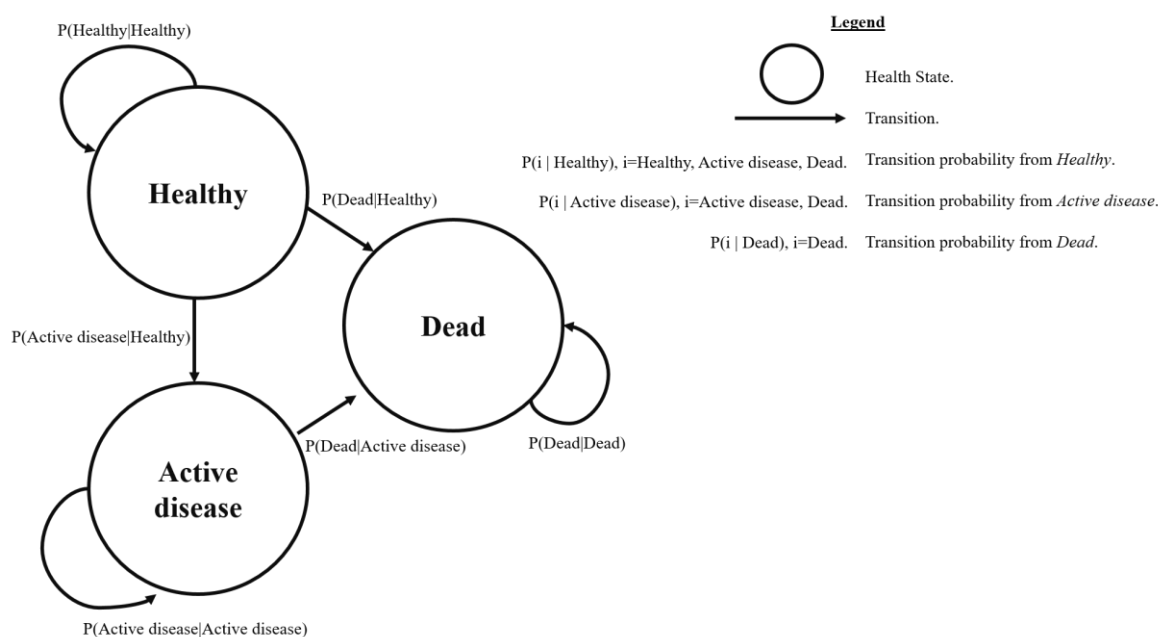 P(Healthy|Healthy)
Healthy
P(Dead|Healthy)
Dead
P(Active disease|Healthy)
P(Dead|Active disease)
P(Dead|Dead)
Active
disease
P(Active disease|Active disease)
Legend
Health State.
Transition.
P(i | Healthy), i=Healthy, Active disease, Dead. Transition probability from Healthy.
P(i | Active disease), i=Active disease, Dead. Transition probability from Active disease.
P(i | Dead), i=Dead. Transition probability from Dead.